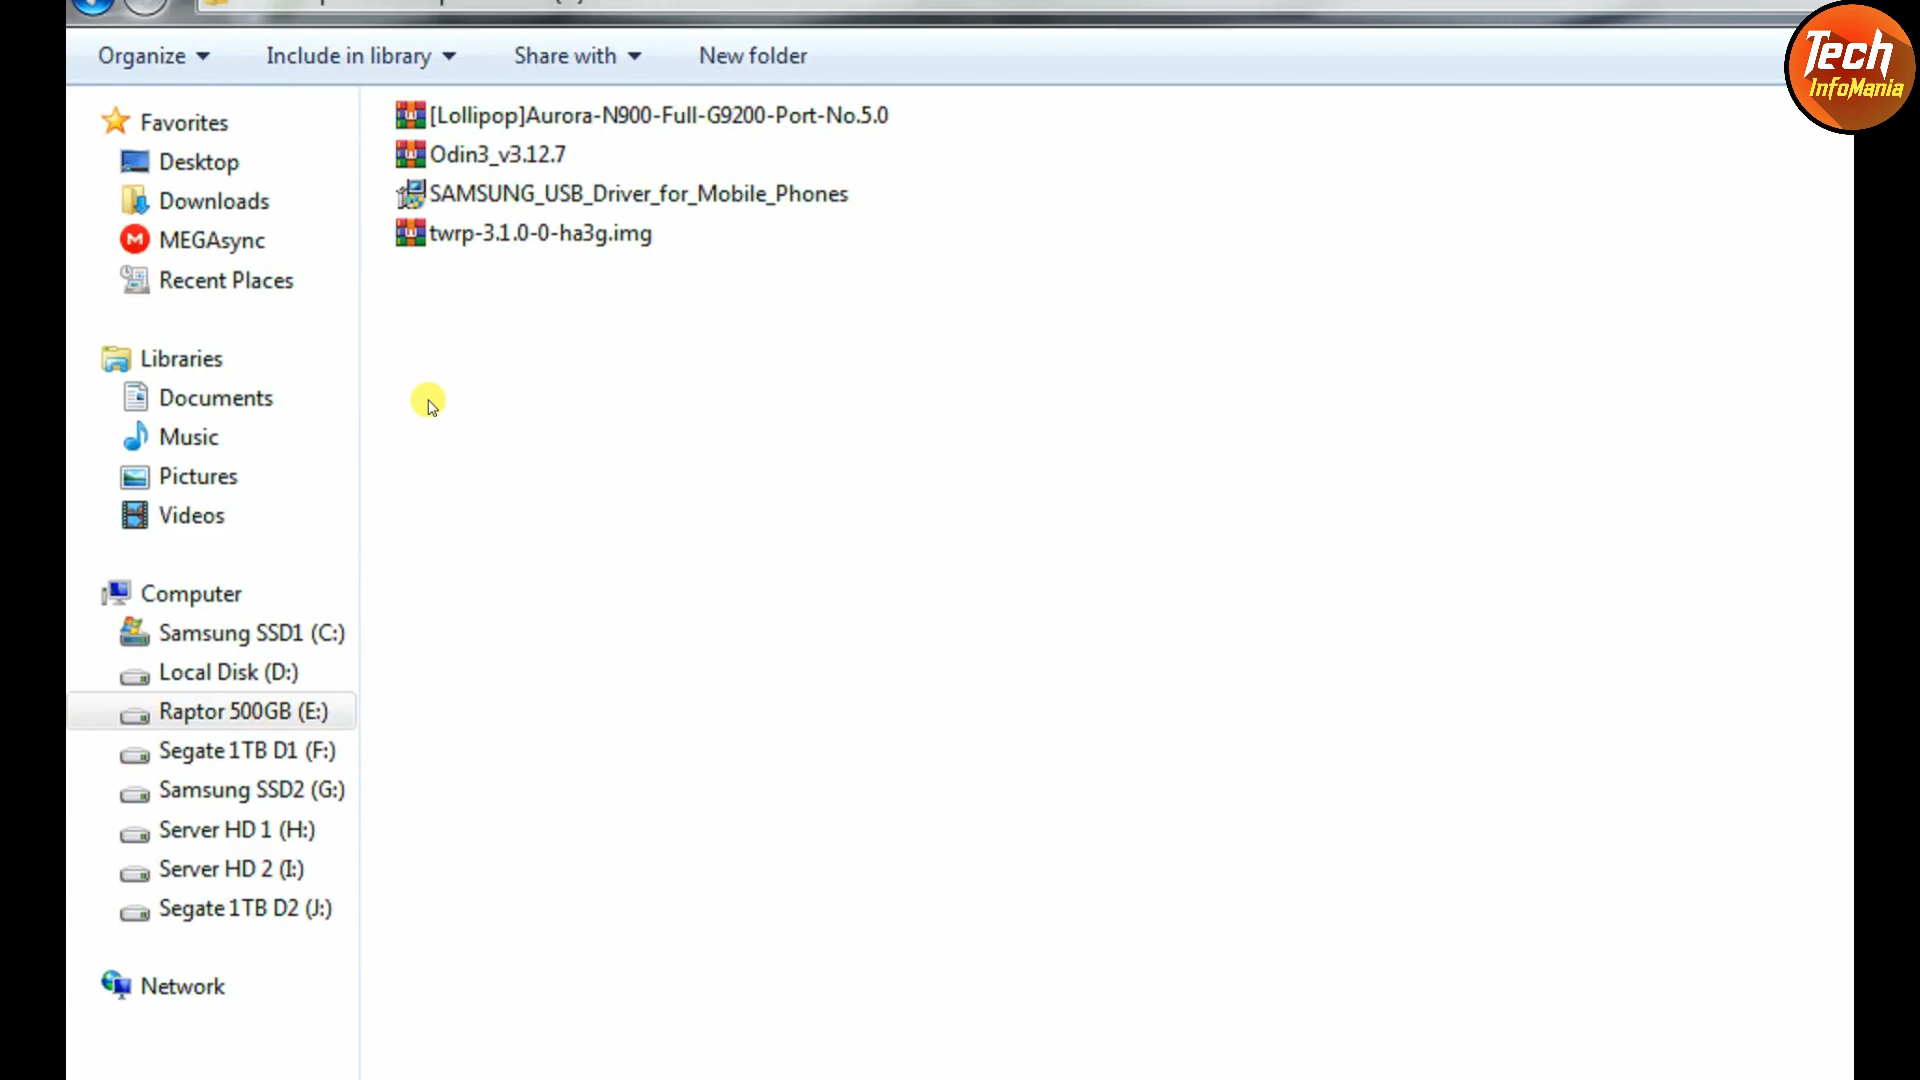 Tech
InfoMania
Organize
Include in library
Share with
New folder
Favorites
Desktop
Downloads
MEGAsync
Recent Places
Libraries
Documents
Music
Pictures
Videos
Computer
Samsung SSD1 (C:)
Local Disk (D:)
Raptor 500GB (E:)
Segate 1TB D1 (F:)
Samsung SSD2 (G:)
Server HD 1 (H:)
Server HD 2 (I:)
Segate 1TB D2 (J:)
Network
[Lollipop]Aurora-N900-Full-G9200-Port-No.5.0
Odin3_v3.12.7
SAMSUNG_USB_Driver_for_Mobile_Phones
twrp-3.1.0-0-ha3g.img